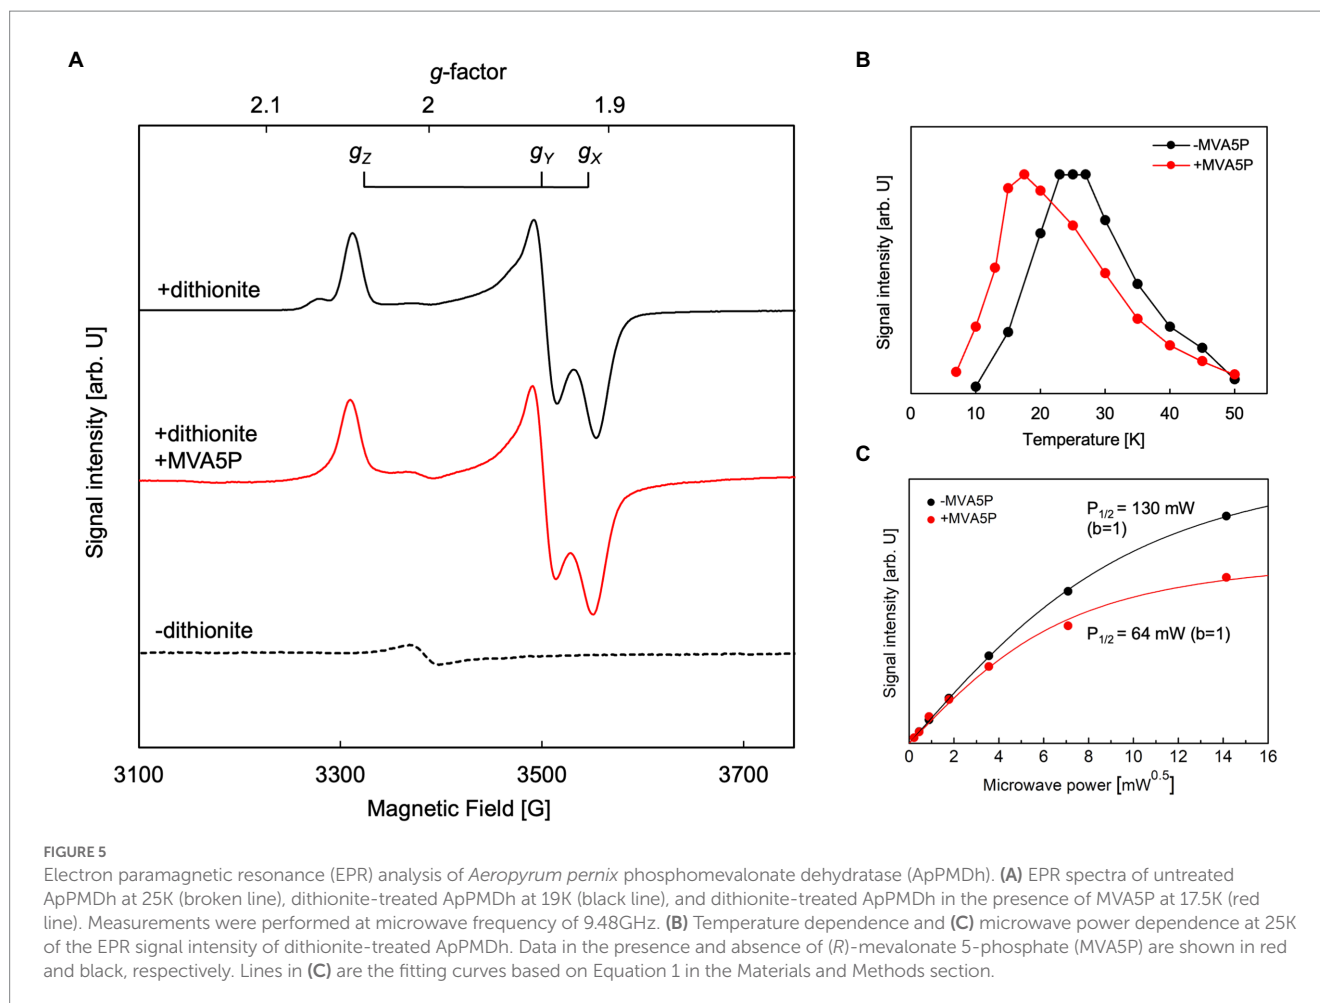 A
g-factor
2.1 2 1.9
gZ gY gX
+dithionite
+dithionite
+MVA5P
-dithionite
Signal intensity [arb. U]
3100 3300 3500 3700
Magnetic Field [G]
B
-MVA5P
+MVA5P
Signal intensity [arb. U]
0 10 20 30 40 50
Temperature [K]
C
-MVA5P
+MVA5P
P1/2 = 130 mW
(b=1)
P1/2 = 64 mW (b=1)
Signal intensity [arb. U]
0 2 4 6 8 10 12 14 16
Microwave power [mW0.5]
FIGURE 5
Electron paramagnetic resonance (EPR) analysis of Aeropyrum pernix phosphomevalonate dehydratase (ApPMDh). (A) EPR spectra of untreated
ApPMDh at 25K (broken line), dithionite-treated ApPMDh at 19K (black line), and dithionite-treated ApPMDh in the presence of MVA5P at 17.5K (red
line). Measurements were performed at microwave frequency of 9.48GHz. (B) Temperature dependence and (C) microwave power dependence at 25K
of the EPR signal intensity of dithionite-treated ApPMDh. Data in the presence and absence of (R)-mevalonate 5-phosphate (MVA5P) are shown in red
and black, respectively. Lines in (C) are the fitting curves based on Equation 1 in the Materials and Methods section.